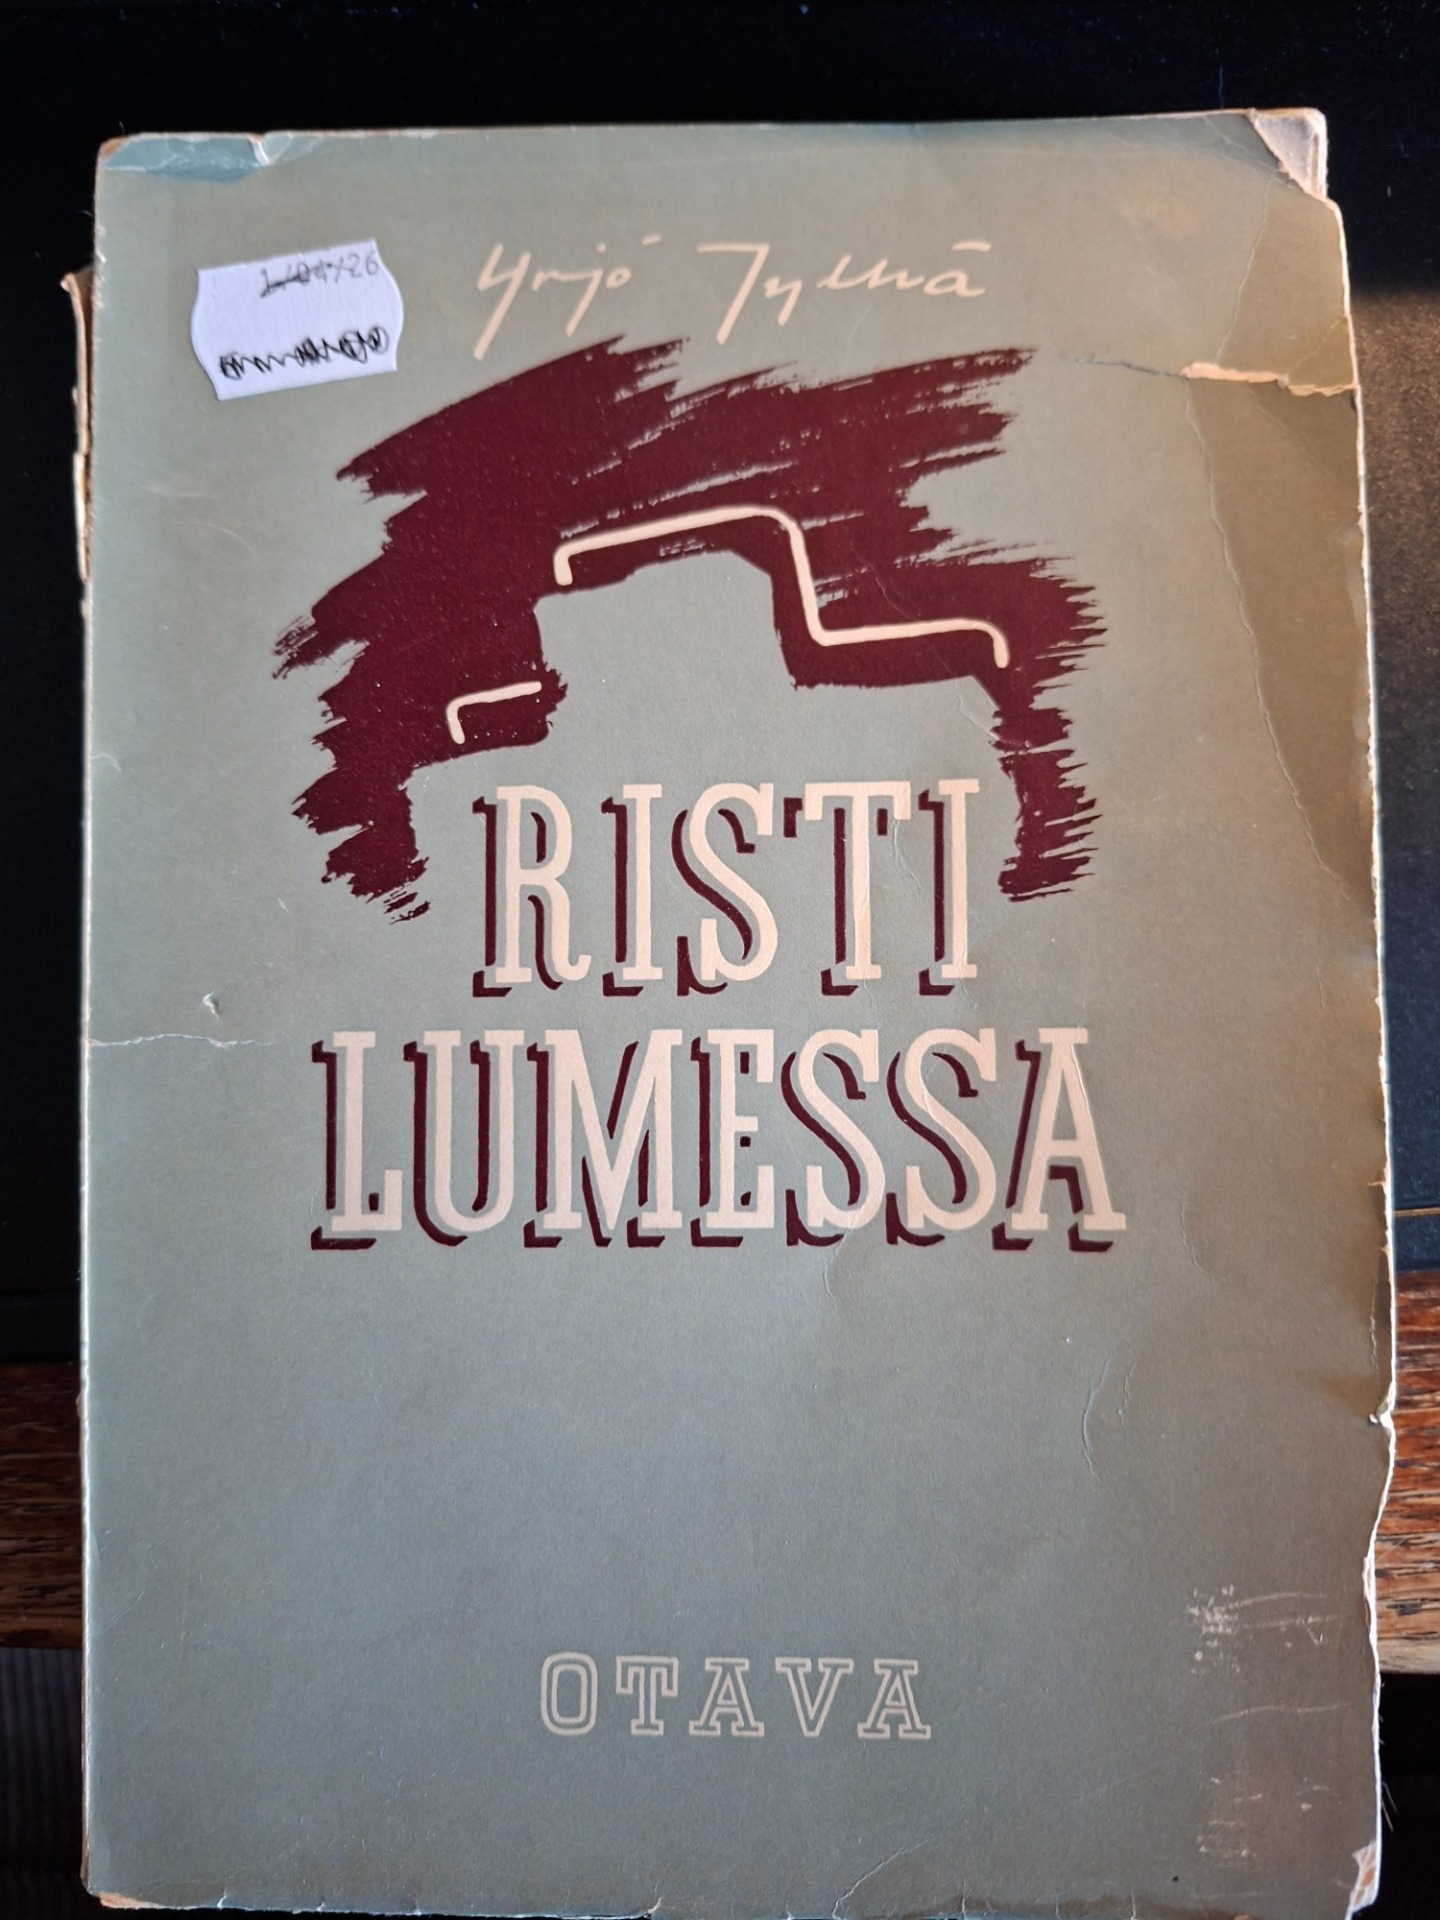 Yrjö Jylhä
RISTI
LUMESSA
OTAVA